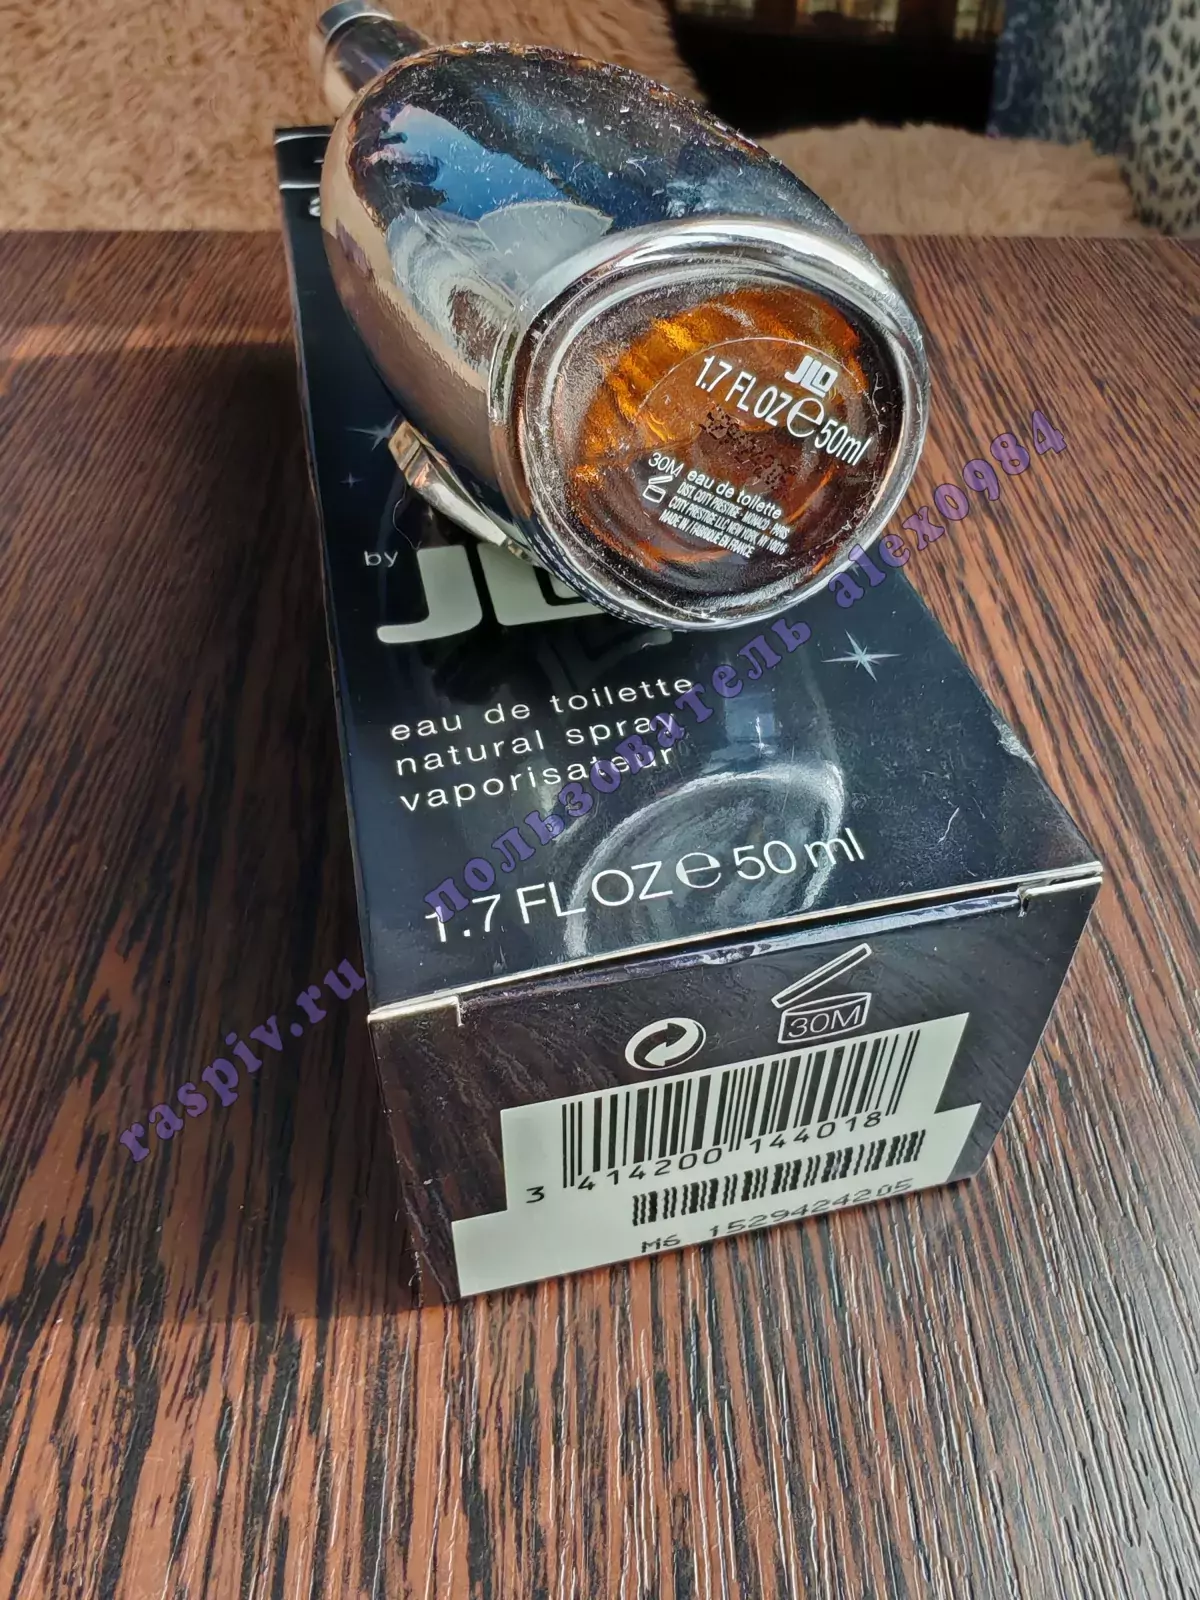 JLO
1.7 FL OZ e 50ml
30M eau de toilette
DIST. COTY PRESTIGE - MONACO - PARIS
COTY PRESTIGE LLC NEW YORK, NY 10016
MADE IN / FABRIQUÉ EN FRANCE
by
JLO
eau de toilette
natural spray
vaporisateur
1.7 FL OZ e 50 ml
30M
3 414200 144018
M6 1529424205
raspiv.ru пользователь alex0984